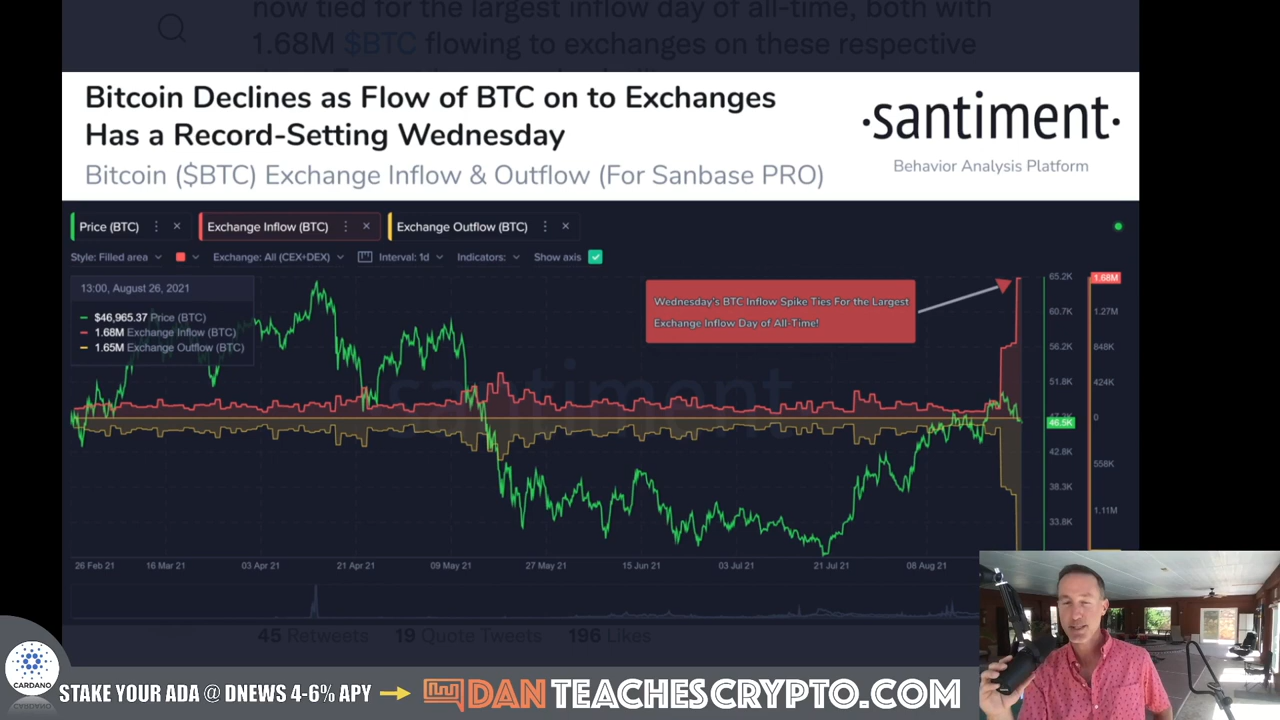 now tied for the largest inflow day of all-time, both with
1.68M $BTC flowing to exchanges on these respective
Bitcoin Declines as Flow of BTC on to Exchanges
Has a Record-Setting Wednesday
Bitcoin ($BTC) Exchange Inflow & Outflow (For Sanbase PRO)
·santiment·
Behavior Analysis Platform
Price (BTC)
Exchange Inflow (BTC)
Exchange Outflow (BTC)
Style: Filled area
Exchange: All (CEX+DEX)
Interval: 1d
Indicators:
Show axis
13:00, August 26, 2021
$46,965.37 Price (BTC)
1.68M Exchange Inflow (BTC)
1.65M Exchange Outflow (BTC)
Wednesday's BTC Inflow Spike Ties For the Largest
Exchange Inflow Day of All-Time!
santiment
65.2K
60.7K
56.2K
51.8K
46.5K
42.8K
38.3K
33.8K
1.68M
1.27M
848K
424K
0
558K
1.11M
26 Feb 21
16 Mar 21
03 Apr 21
21 Apr 21
09 May 21
27 May 21
15 Jun 21
03 Jul 21
21 Jul 21
08 Aug 21
45 Retweets 19 Quote Tweets 196 Likes
CARDANO
STAKE YOUR ADA @ DNEWS 4-6% APY
DANTEACHESCRYPTO.COM